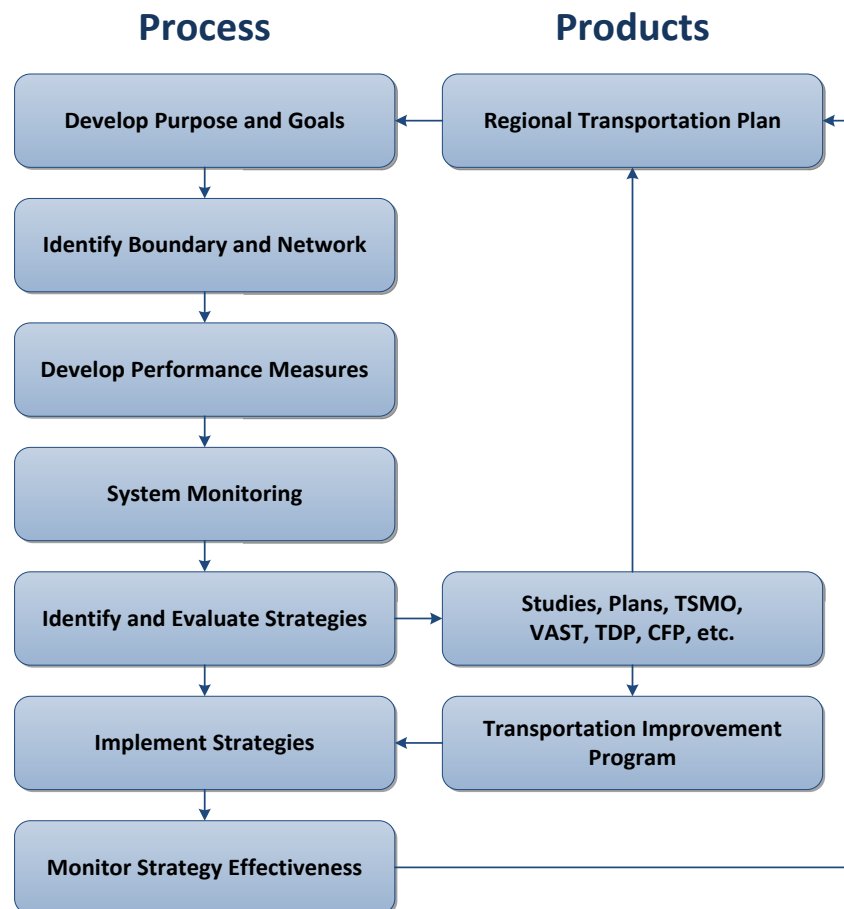 Process
Products
Develop Purpose and Goals
Regional Transportation Plan
Identify Boundary and Network
Develop Performance Measures
System Monitoring
Identify and Evaluate Strategies
Studies, Plans, TSMO,
VAST, TDP, CFP, etc.
Implement Strategies
Transportation Improvement
Program
Monitor Strategy Effectiveness